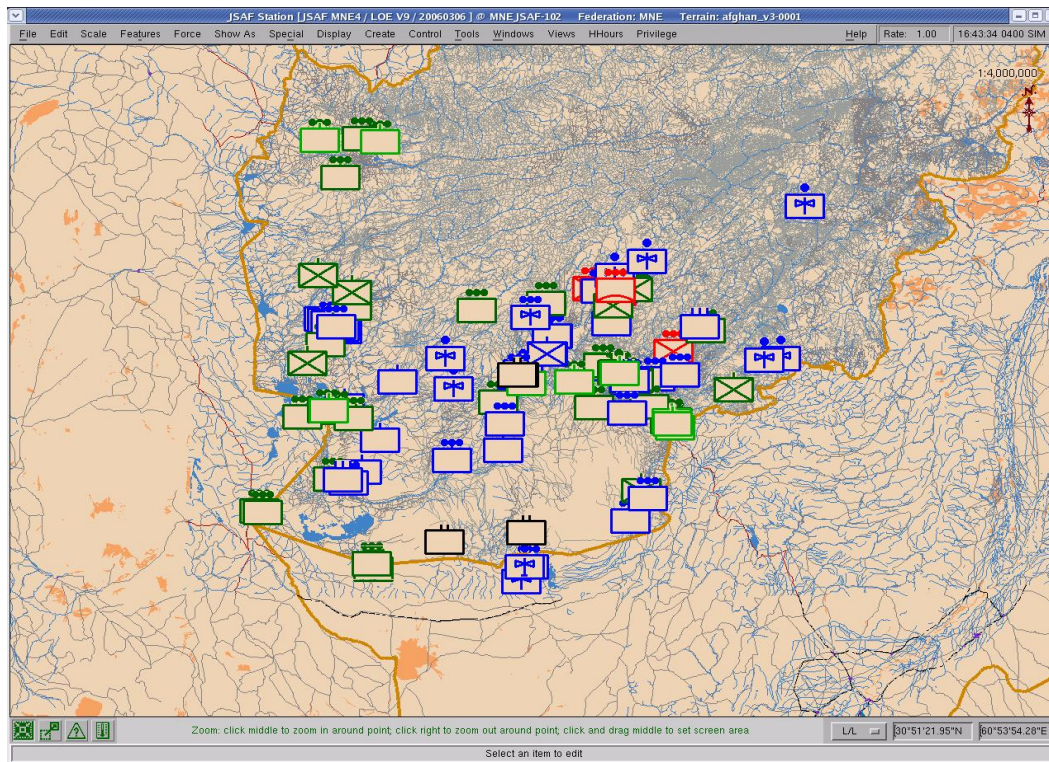 JSAF Station [JSAF MNE4 / LOE V9 / 20060306 ] @ MNEJSAF-102 Federation: MNE Terrain: afghan_v3-0001
File Edit Scale Features Force Show As Special Display Create Control Tools Windows Views HHours Privilege Help Rate: 1.00 16:43:34 0400 SIM
1:4,000,000
N
Zoom: click middle to zoom in around point; click right to zoom out around point; click and drag middle to set screen area L/L 30°51'21.95"N 60°53'54.28"E
Select an item to edit